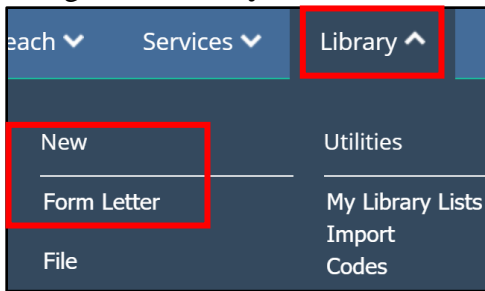 each Services Library
New Utilities
Form Letter My Library Lists
Import
File Codes